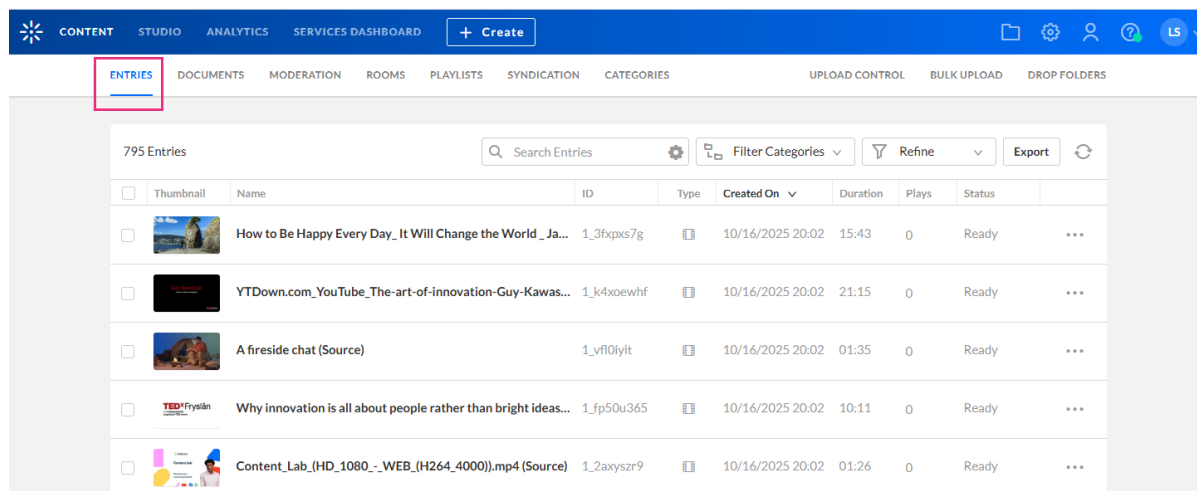 CONTENT STUDIO ANALYTICS SERVICES DASHBOARD + Create LS
ENTRIES DOCUMENTS MODERATION ROOMS PLAYLISTS SYNDICATION CATEGORIES UPLOAD CONTROL BULK UPLOAD DROP FOLDERS
795 Entries Search Entries Filter Categories Refine Export
Thumbnail Name ID Type Created On Duration Plays Status
How to Be Happy Every Day_ It Will Change the World _ Ja... 1_3fxpxs7g 10/16/2025 20:02 15:43 0 Ready
YTDown.com_YouTube_The-art-of-innovation-Guy-Kawas... 1_k4xoewhf 10/16/2025 20:02 21:15 0 Ready
A fireside chat (Source) 1_vfl0iyit 10/16/2025 20:02 01:35 0 Ready
TEDxFryslân Why innovation is all about people rather than bright ideas... 1_fp50u365 10/16/2025 20:02 10:11 0 Ready
Content_Lab_(HD_1080_-_WEB_(H264_4000)).mp4 (Source) 1_2axyszr9 10/16/2025 20:02 01:26 0 Ready